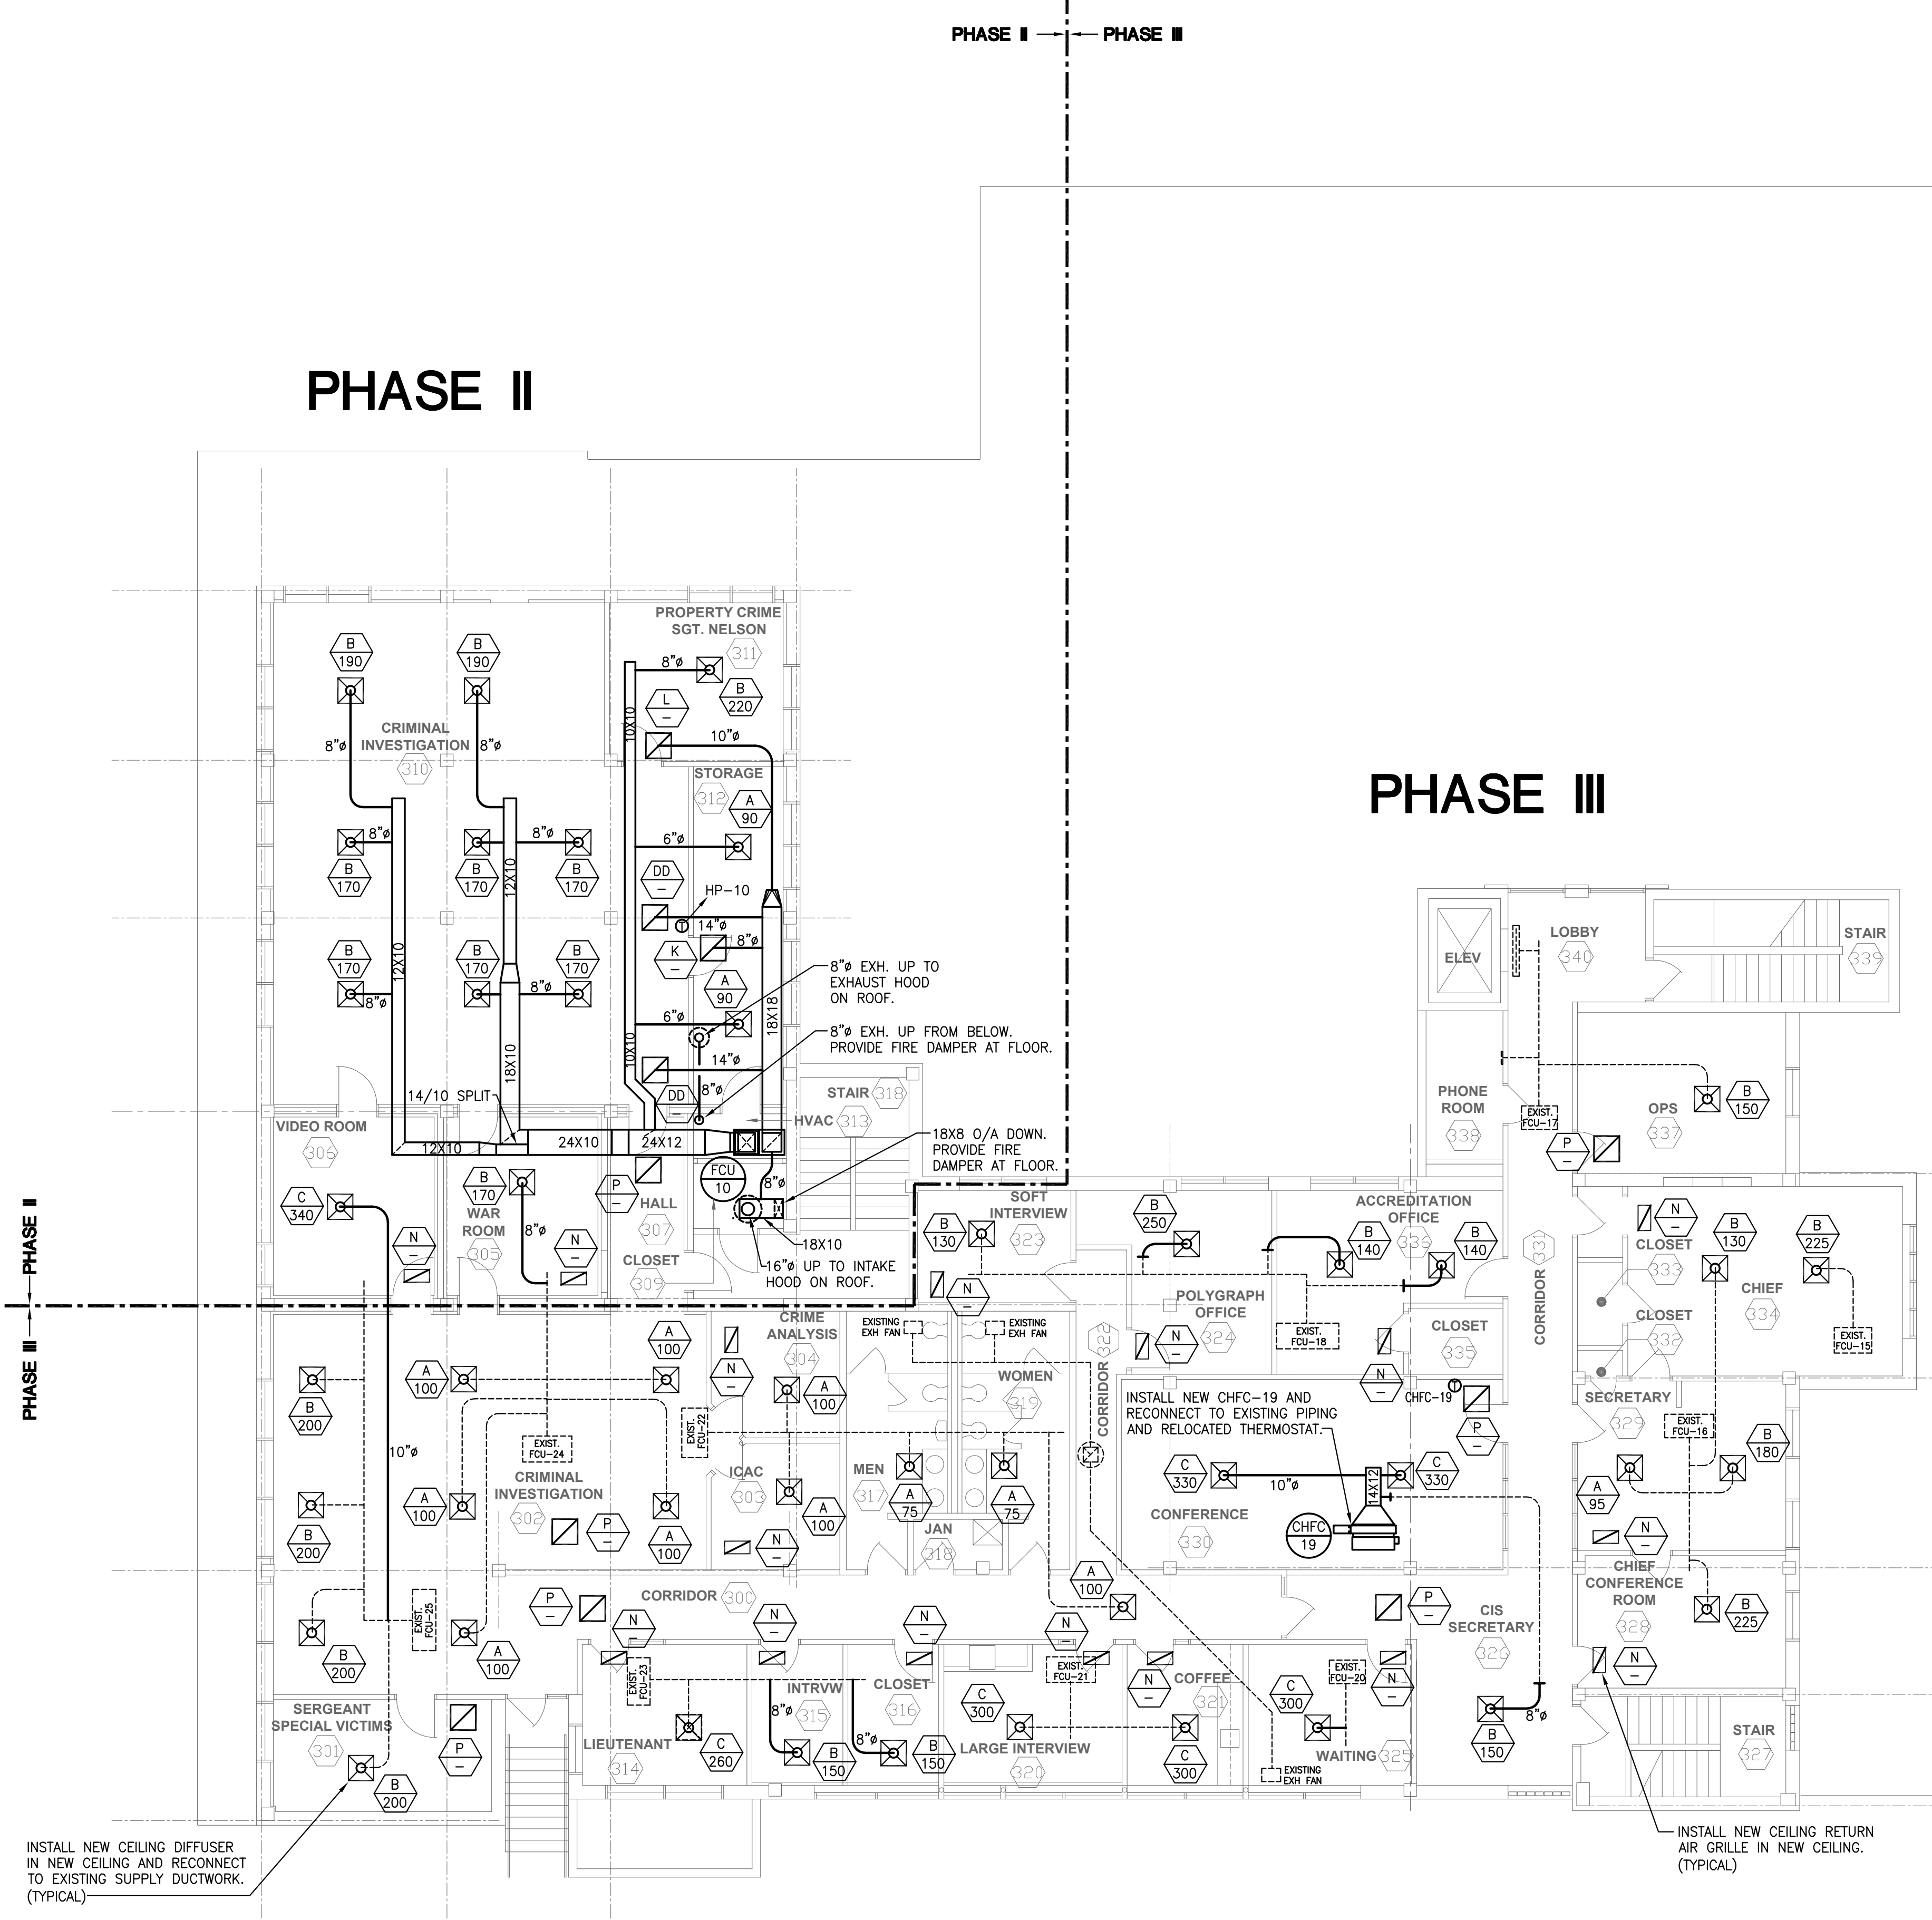 PHASE II
PHASE III
PHASE II
PHASE III
PROPERTY CRIME
SGT. NELSON
311
B
190
B
190
8"ø
B
220
L
–
10X10
10"ø
CRIMINAL
INVESTIGATION
310
8"ø
8"ø
STORAGE
312
A
90
8"ø
8"ø
6"ø
B
170
B
170
B
170
12X10
DD
–
HP-10
14"ø
8"ø
K
–
B
170
B
170
B
170
12X10
8"ø
8"ø
A
90
18X18
6"ø
8"ø EXH. UP TO
EXHAUST HOOD
ON ROOF.
8"ø EXH. UP FROM BELOW.
PROVIDE FIRE DAMPER AT FLOOR.
18X10
10X10
14"ø
8"ø
DD
–
14/10 SPLIT
STAIR 318
HVAC 313
VIDEO ROOM
306
12X10
24X10
24X12
18X8 O/A DOWN.
PROVIDE FIRE
DAMPER AT FLOOR.
FCU
10
8"ø
P
–
C
340
B
170
WAR
ROOM
305
8"ø
HALL
307
N
–
N
–
CLOSET
309
18X10
16"ø UP TO INTAKE
HOOD ON ROOF.
PHASE II
PHASE III
ELEV
LOBBY
340
STAIR
339
PHONE
ROOM
338
EXIST.
FCU-17
OPS
337
B
150
P
–
SOFT
INTERVIEW
323
B
130
B
250
ACCREDITATION
OFFICE
336
B
140
B
140
N
–
POLYGRAPH
OFFICE
324
N
–
EXIST.
FCU-18
N
–
CLOSET
335
CORRIDOR 331
N
–
CLOSET
333
CLOSET
332
B
130
B
225
CHIEF
334
EXIST.
FCU-15
CRIME
ANALYSIS
304
EXISTING
EXH FAN
EXISTING
EXH FAN
A
100
N
–
A
100
B
200
A
100
WOMEN
319
CORRIDOR 322
INSTALL NEW CHFC-19 AND
RECONNECT TO EXISTING PIPING
AND RELOCATED THERMOSTAT.
CHFC-19
P
–
SECRETARY
329
EXIST.
FCU-16
B
180
A
95
N
–
10"ø
EXIST.
FCU-24
EXIST.
FCU-22
CRIMINAL
INVESTIGATION
302
A
100
P
–
A
100
B
200
ICAC
303
A
100
N
–
MEN
317
A
75
A
75
JAN
318
C
330
10"ø
14X12
C
330
CONFERENCE
330
CHFC
19
A
100
CHIEF
CONFERENCE
ROOM
328
B
225
N
–
P
–
CORRIDOR 300
N
–
N
–
N
–
N
–
P
–
CIS
SECRETARY
326
EXIST.
FCU-25
B
200
A
100
EXIST.
FCU-23
INTRVW
315
CLOSET
316
8"ø
8"ø
C
300
EXIST.
FCU-21
N
–
COFFEE
321
C
300
EXIST.
FCU-20
N
–
8"ø
B
150
SERGEANT
SPECIAL VICTIMS
301
P
–
B
200
LIEUTENANT
314
C
260
B
150
B
150
LARGE INTERVIEW
320
C
300
WAITING 325
EXISTING
EXH FAN
STAIR
327
INSTALL NEW CEILING DIFFUSER
IN NEW CEILING AND RECONNECT
TO EXISTING SUPPLY DUCTWORK.
(TYPICAL)
INSTALL NEW CEILING RETURN
AIR GRILLE IN NEW CEILING.
(TYPICAL)